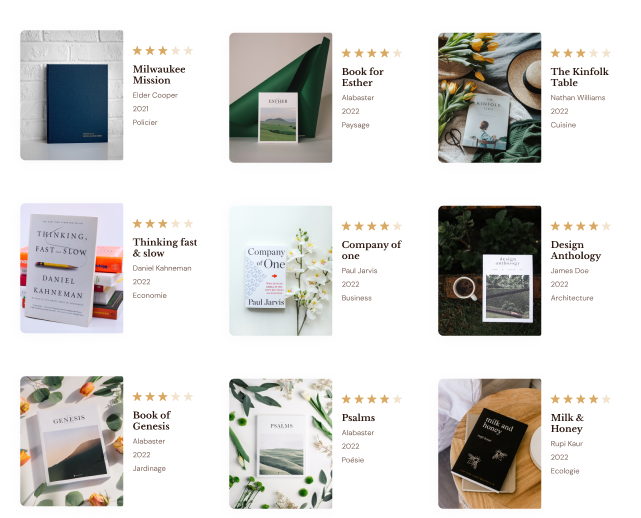 Milwaukee
Mission
Elder Cooper
2021
Policier
ESTHER
Book for
Esther
Alabaster
2022
Paysage
KINFOLK
The Kinfolk
Table
Nathan Williams
2022
Cuisine
THINKING,
FAST AND SLOW
DANIEL
KAHNEMAN
Thinking fast
& slow
Daniel Kahneman
2022
Economie
Company
of One
Paul Jarvis
Company of
one
Paul Jarvis
2022
Business
design
anthology
Design
Anthology
James Doe
2022
Architecture
GENESIS
Book of
Genesis
Alabaster
2022
Jardinage
PSALMS
Psalms
Alabaster
2022
Poésie
milk and
honey
Milk &
Honey
Rupi Kaur
2022
Ecologie